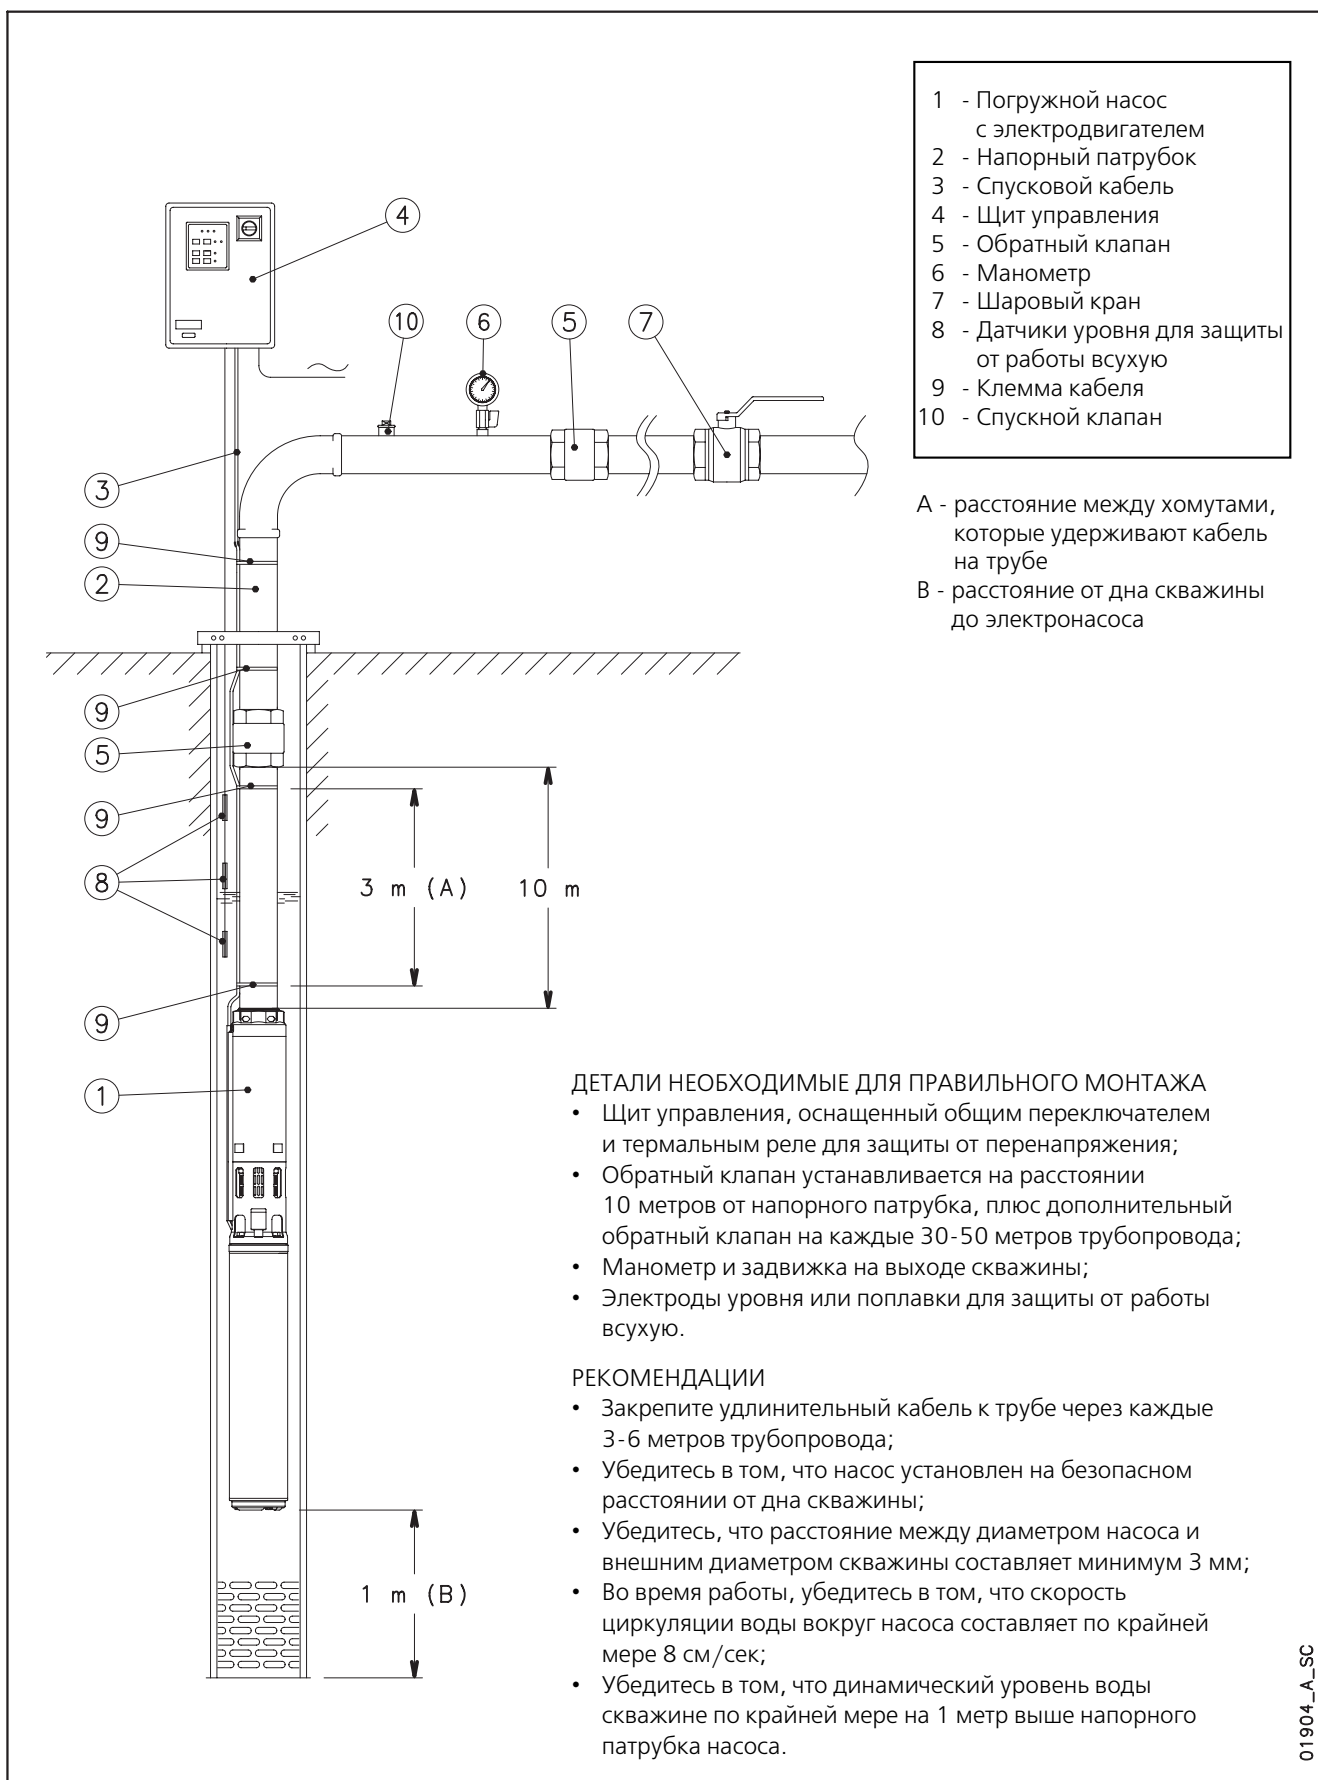 1 - Погружной насос
с электродвигателем
2 - Напорный патрубок
3 - Спусковой кабель
4 - Щит управления
5 - Обратный клапан
6 - Манометр
7 - Шаровый кран
8 - Датчики уровня для защиты
от работы всухую
9 - Клемма кабеля
10 - Спускной клапан
A - расстояние между хомутами,
которые удерживают кабель
на трубе
B - расстояние от дна скважины
до электронасоса
4
10
6
5
7
3
9
2
9
5
9
8
3 m (A)
10 m
9
1
1 m (B)
ДЕТАЛИ НЕОБХОДИМЫЕ ДЛЯ ПРАВИЛЬНОГО МОНТАЖА
• Щит управления, оснащенный общим переключателем
и термальным реле для защиты от перенапряжения;
• Обратный клапан устанавливается на расстоянии
10 метров от напорного патрубка, плюс дополнительный
обратный клапан на каждые 30-50 метров трубопровода;
• Манометр и задвижка на выходе скважины;
• Электроды уровня или поплавки для защиты от работы
всухую.
РЕКОМЕНДАЦИИ
• Закрепите удлинительный кабель к трубе через каждые
3-6 метров трубопровода;
• Убедитесь в том, что насос установлен на безопасном
расстоянии от дна скважины;
• Убедитесь, что расстояние между диаметром насоса и
внешним диаметром скважины составляет минимум 3 мм;
• Во время работы, убедитесь в том, что скорость
циркуляции воды вокруг насоса составляет по крайней
мере 8 см/сек;
• Убедитесь в том, что динамический уровень воды
скважине по крайней мере на 1 метр выше напорного
патрубка насоса.
01904_A_SC